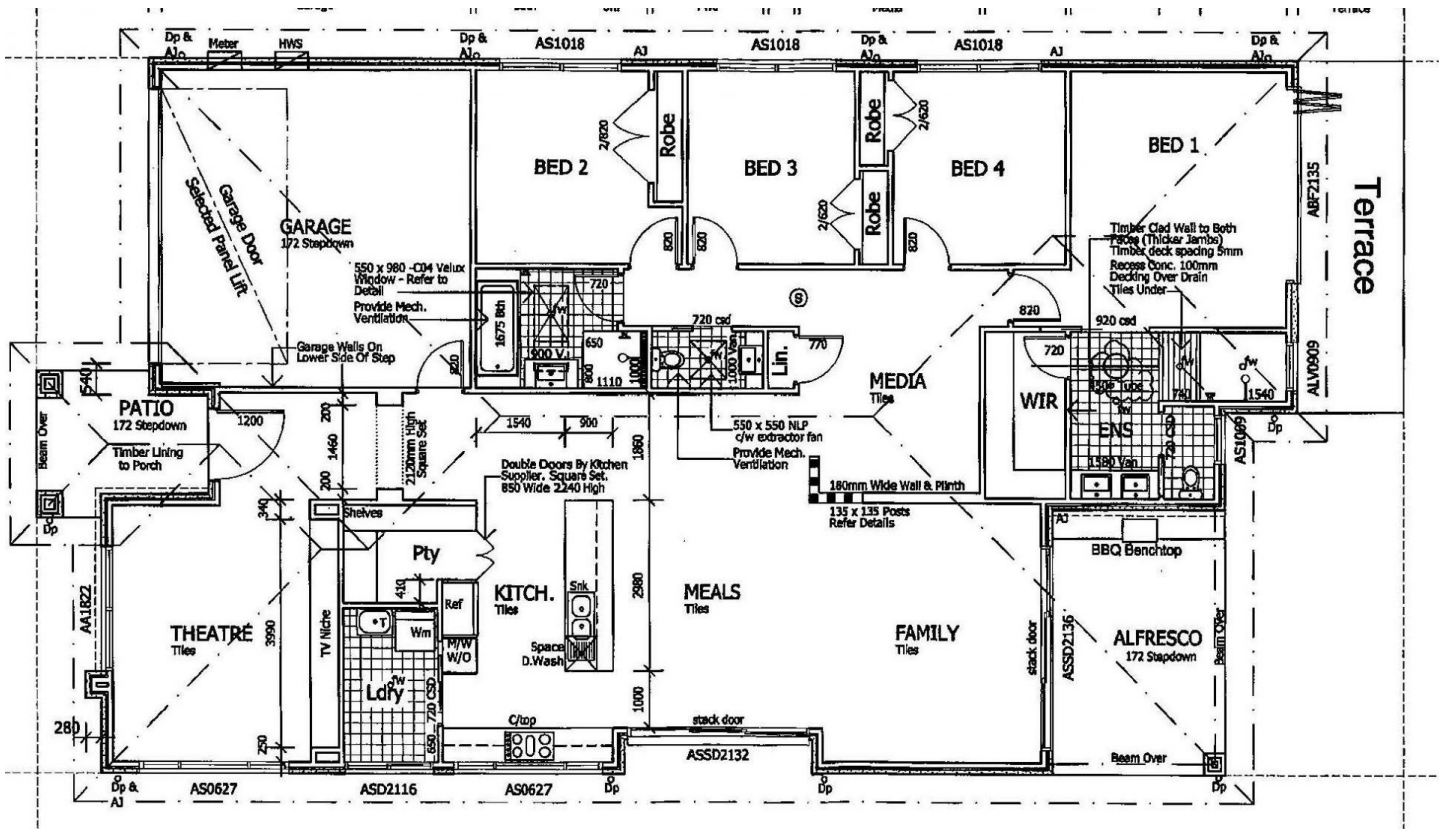 Dp &
AJ
Meter
HWS
Dp &
AJ
AS1018
AJ
AS1018
Dp &
AJ
AS1018
AJ
Dp &
AJ
Terrace
Garage Door
Selected Panel Lift
GARAGE
172 Stepdown
BED 2
2/820
Robe
BED 3
Robe
2/620
Robe
2/620
BED 4
BED 1
ABF2135
Terrace
Timber Clad Wall to Both
Faces (Thicker Jambs)
Timber deck spacing 5mm
Recess Conc. 100mm
Decking Over Drain
Tiles Under
820
820
820
820
550 x 980 -C04 Velux
Window - Refer to
Detail
Provide Mech.
Ventilation
720
fw
1675 Bth
650
900 V.
800
1000
1110
720 csd
fw
1000 Van
Lin.
770
S
Garage Walls On
Lower Side Of Step
820
MEDIA
Tiles
WIR
720
920 csd
fw
fw
740
1540
ALV0009
fw
ENS
720 CSD
1580 Van
AS1009
Dp
540
PATIO
172 Stepdown
Beam Over
Timber Lining
to Porch
Dp
1200
200
1460
200
2120mm High
Square Set
1540
900
1860
550 x 550 NLP
c/w extractor fan
Provide Mech.
Ventilation
Double Doors By Kitchen
Supplier. Square Set.
850 Wide 2240 High
180mm Wide Wall & Plinth
135 x 135 Posts
Refer Details
340
Shelves
Pty
410
Ref
M/W
W/O
KITCH.
Tiles
Snk
Space
D.Wash
2980
MEALS
Tiles
FAMILY
Tiles
AJ
BBQ Benchtop
stack door
ASSD2136
ALFRESCO
172 Stepdown
Beam Over
AA1822
THEATRE
Tiles
3990
TV Niche
T
Wm
Ldry
fw
720 CSD
650
1000
280
250
C/top
stack door
ASSD2132
Beam Over
Dp &
AJ
AS0627
ASD2116
AS0627
Dp
Dp
Dp